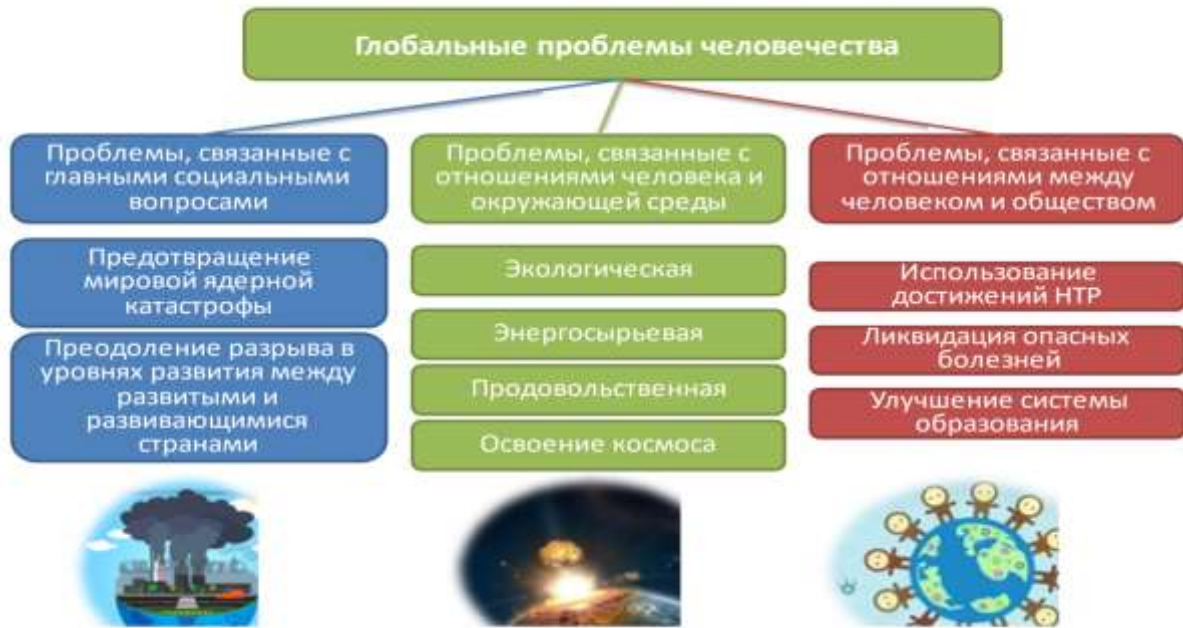 Глобальные проблемы человечества
Проблемы, связанные с
главными социальными
вопросами
Предотвращение
мировой ядерной
катастрофы
Преодоление разрыва в
уровнях развития между
развитыми и
развивающимися
странами
Проблемы, связанные с
отношениями человека и
окружающей среды
Экологическая
Энергосырьевая
Продовольственная
Освоение космоса
Проблемы, связанные с
отношениями между
человеком и обществом
Использование
достижений НТР
Ликвидация опасных
болезней
Улучшение системы
образования